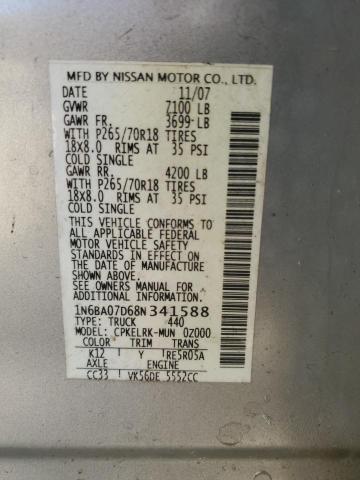 MFD BY NISSAN MOTOR CO., LTD.
DATE 11/07
GVWR 7100 LB
GAWR FR. 3699 LB
WITH P265/70R18 TIRES
18X8.0 RIMS AT 35 PSI
COLD SINGLE
GAWR RR. 4200 LB
WITH P265/70R18 TIRES
18X8.0 RIMS AT 35 PSI
COLD SINGLE
THIS VEHICLE CONFORMS TO
ALL APPLICABLE FEDERAL
MOTOR VEHICLE SAFETY
STANDARDS IN EFFECT ON
THE DATE OF MANUFACTURE
SHOWN ABOVE.
SEE OWNERS MANUAL FOR
ADDITIONAL INFORMATION
1N6BA07D68N341588
TYPE: TRUCK 440
MODEL: CPKELRK-MUN 0Z000
COLOR TRIM TRANS
K12 Y RE5R05A
AXLE ENGINE
CC33 VK56DE 5552CC